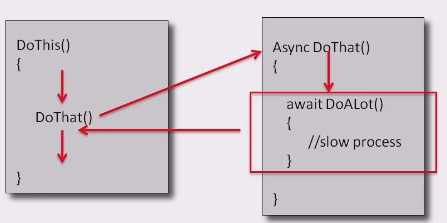 DoThis()
{
DoThat()
}
Async DoThat()
{
await DoALot()
{
//slow process
}
}